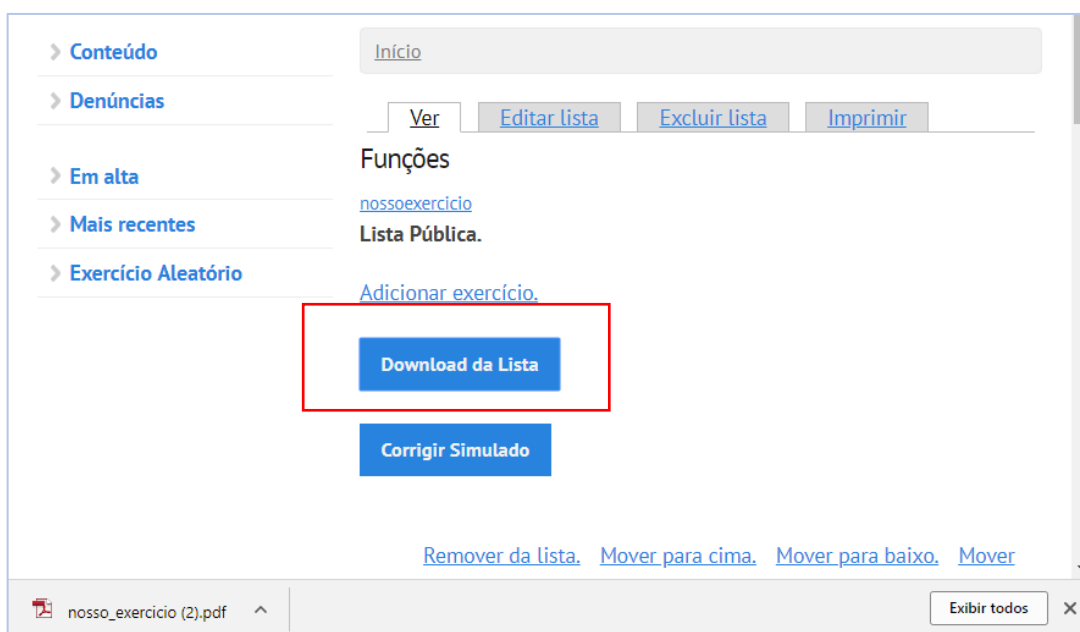 Conteúdo
Denúncias
Em alta
Mais recentes
Exercício Aleatório
Início
Ver Editar lista Excluir lista Imprimir
Funções
nossoexercicio
Lista Pública.
Adicionar exercício.
Download da Lista
Corrigir Simulado
Remover da lista. Mover para cima. Mover para baixo. Mover
nosso_exercicio (2).pdf
Exibir todos